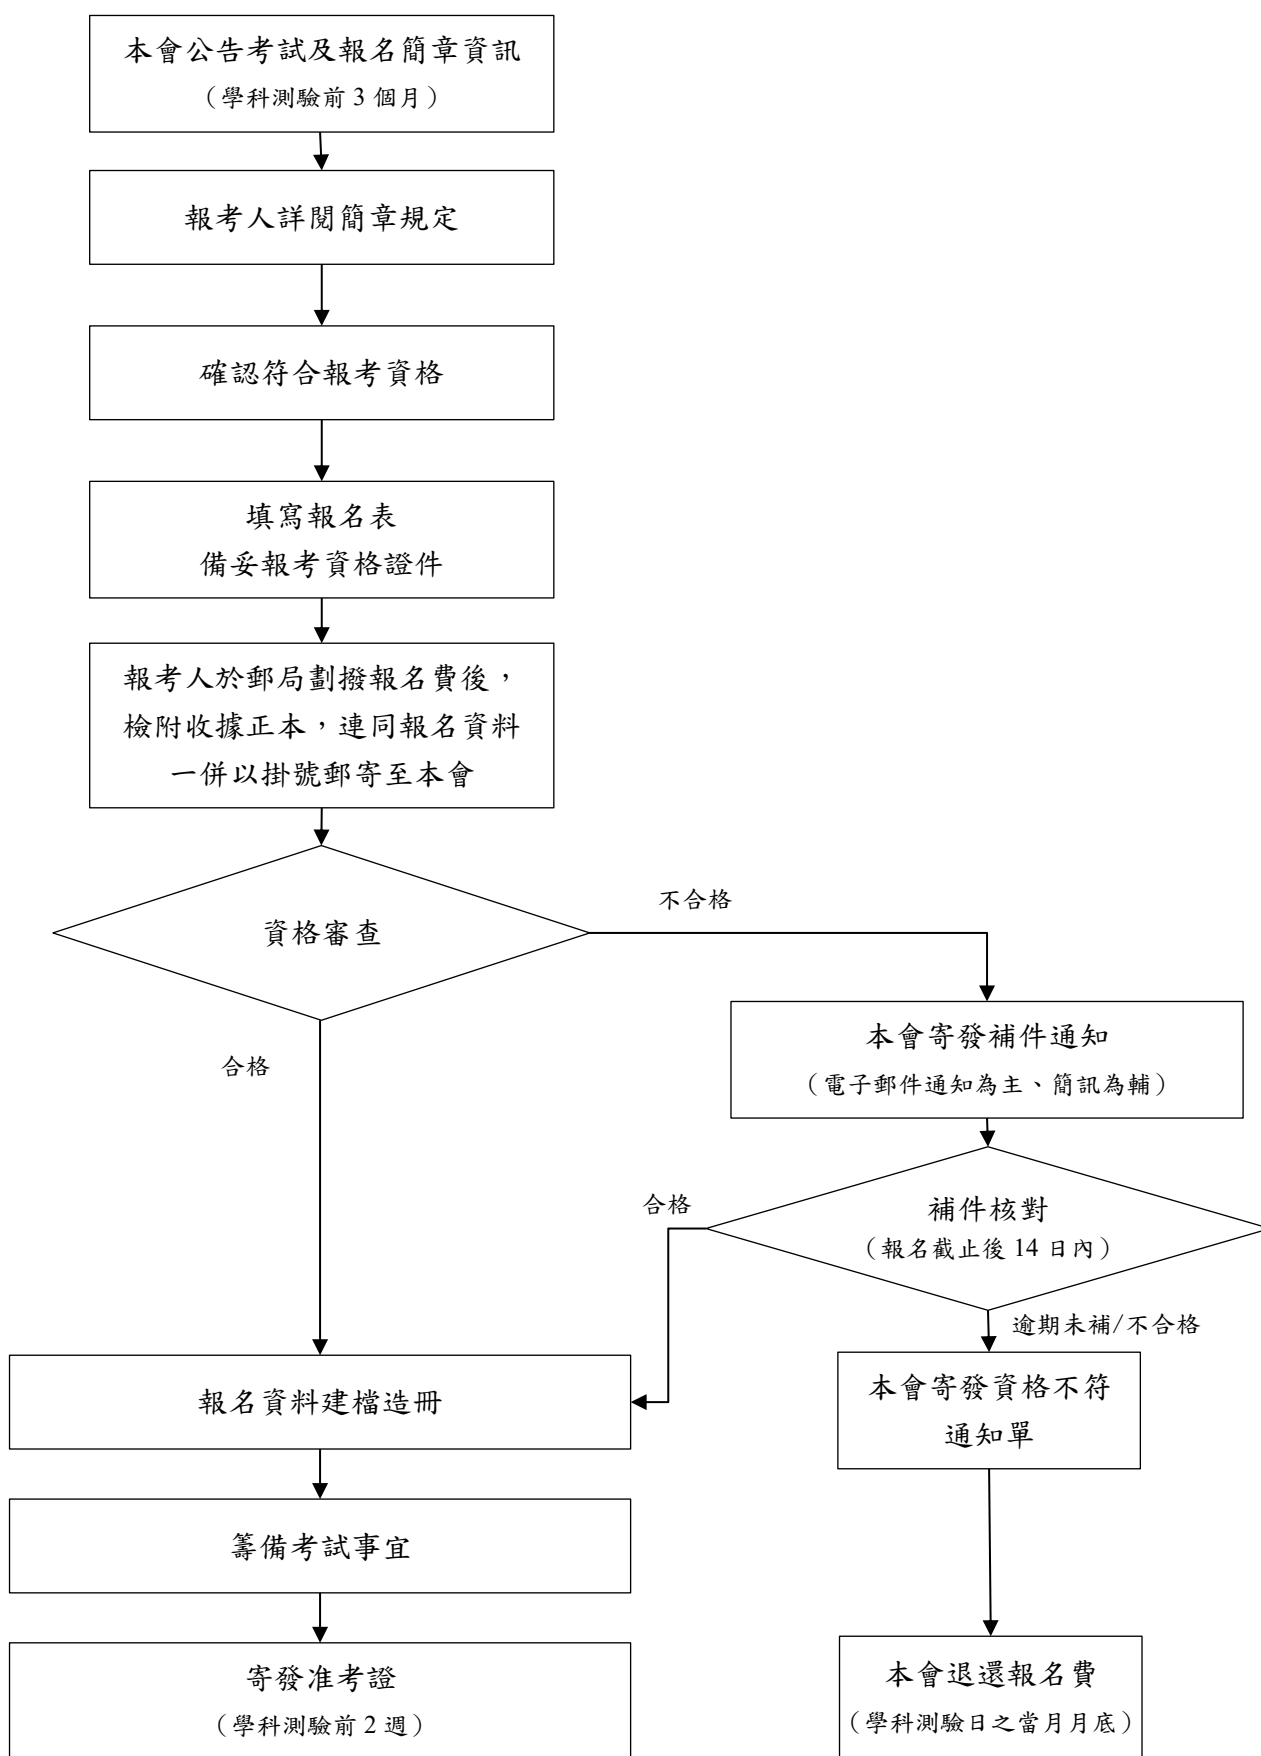 本會公告考試及報名簡章資訊
（學科測驗前 3 個月）
報考人詳閱簡章規定
確認符合報考資格
填寫報名表
備妥報考資格證件
報考人於郵局劃撥報名費後，
檢附收據正本，連同報名資料
一併以掛號郵寄至本會
資格審查
不合格
合格
本會寄發補件通知
（電子郵件通知為主、簡訊為輔）
合格
補件核對
（報名截止後 14 日內）
逾期未補/不合格
報名資料建檔造冊
本會寄發資格不符
通知單
籌備考試事宜
寄發准考證
（學科測驗前 2 週）
本會退還報名費
（學科測驗日之當月月底）